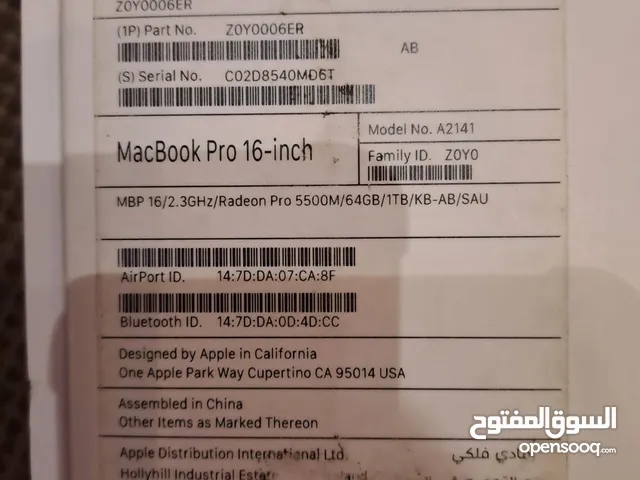 Z0Y0006ER
(1P) Part No. Z0Y0006ER
AB
(S) Serial No. C02D8540MD6T
MacBook Pro 16-inch
Model No. A2141
Family ID. Z0Y0
MBP 16/2.3GHz/Radeon Pro 5500M/64GB/1TB/KB-AB/SAU
AirPort ID. 14:7D:DA:07:CA:8F
Bluetooth ID. 14:7D:DA:0D:4D:CC
Designed by Apple in California
One Apple Park Way Cupertino CA 95014 USA
Assembled in China
Other Items as Marked Thereon
السوق المفتوح
opensooq.com
Apple Distribution International Ltd.
Hollyhill Industrial Estate